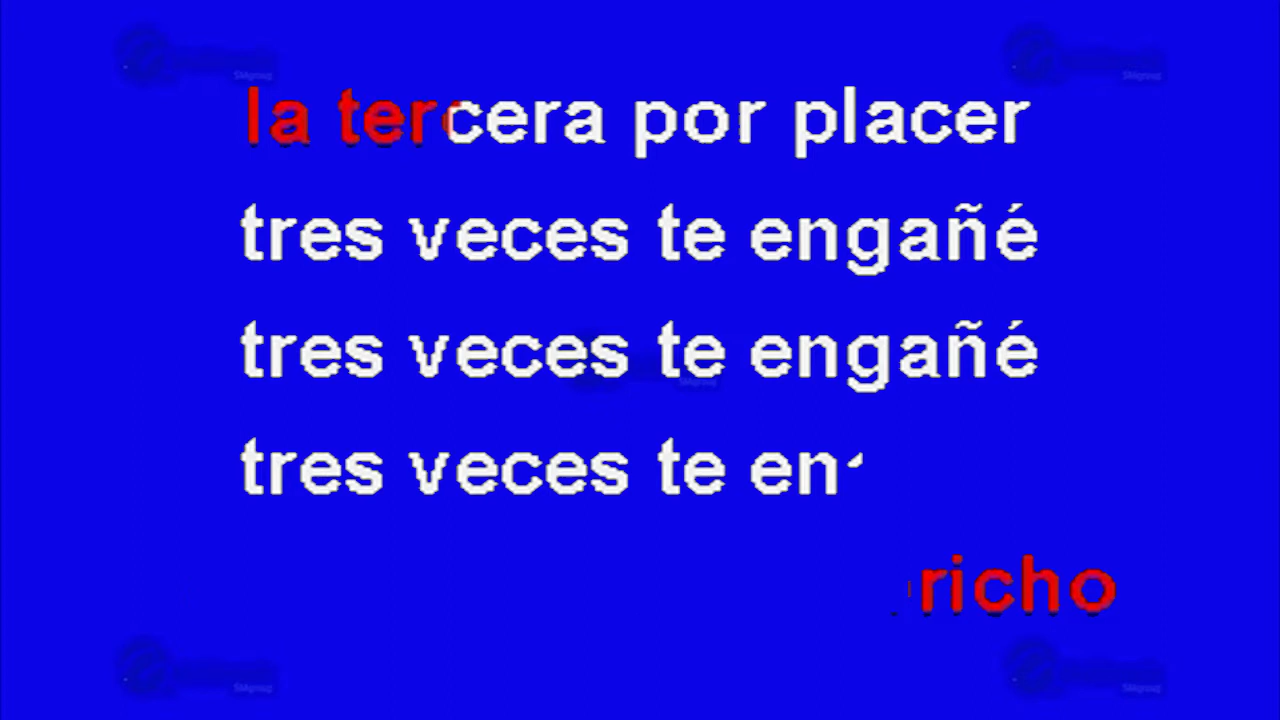 la tercera por placer
tres veces te engañé
tres veces te engañé
tres veces te en
richo